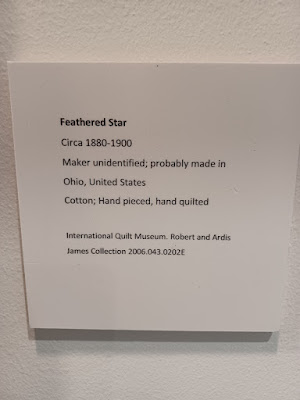 Feathered Star
Circa 1880-1900
Maker unidentified; probably made in
Ohio, United States
Cotton; Hand pieced, hand quilted
International Quilt Museum. Robert and Ardis
James Collection 2006.043.0202E